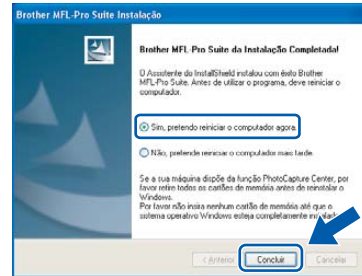 Brother MFL-Pro Suite Instalação
Brother MFL-Pro Suite da Instalação Completada!
O Assistente do InstallShield instalou com êxito Brother
MFL-Pro Suite. Antes de utilizar o programa, deve reiniciar o
computador.
Sim, pretendo reiniciar o computador agora.
Não, pretende reiniciar o computador mais tarde.
Se a sua máquina dispõe da função PhotoCapture Center, por
favor retire todos os cartões de memória antes de reinstalar o
Windows.
Por favor não insira nenhum cartão de memória até que o
sistema operativo Windows esteja completamente
< Anterior
Concluir
Cancelar